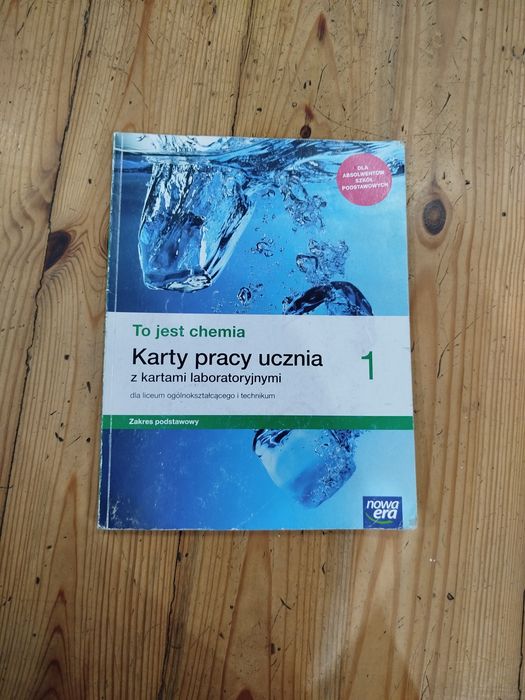 DLA
ABSOLWENTÓW
SZKÓŁ
PODSTAWOWYCH
To jest chemia
Karty pracy ucznia 1
z kartami laboratoryjnymi
dla liceum ogólnokształcącego i technikum
Zakres podstawowy
nowa
era